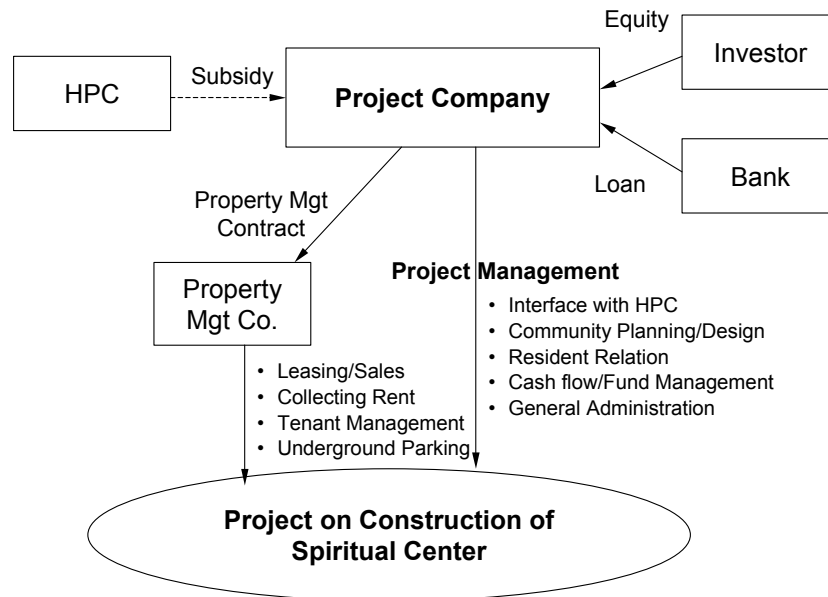 Equity
Investor
HPC
Subsidy
Project Company
Loan
Bank
Property Mgt
Contract
Property
Mgt Co.
Project Management
• Interface with HPC
• Community Planning/Design
• Resident Relation
• Cash flow/Fund Management
• General Administration
• Leasing/Sales
• Collecting Rent
• Tenant Management
• Underground Parking
Project on Construction of
Spiritual Center